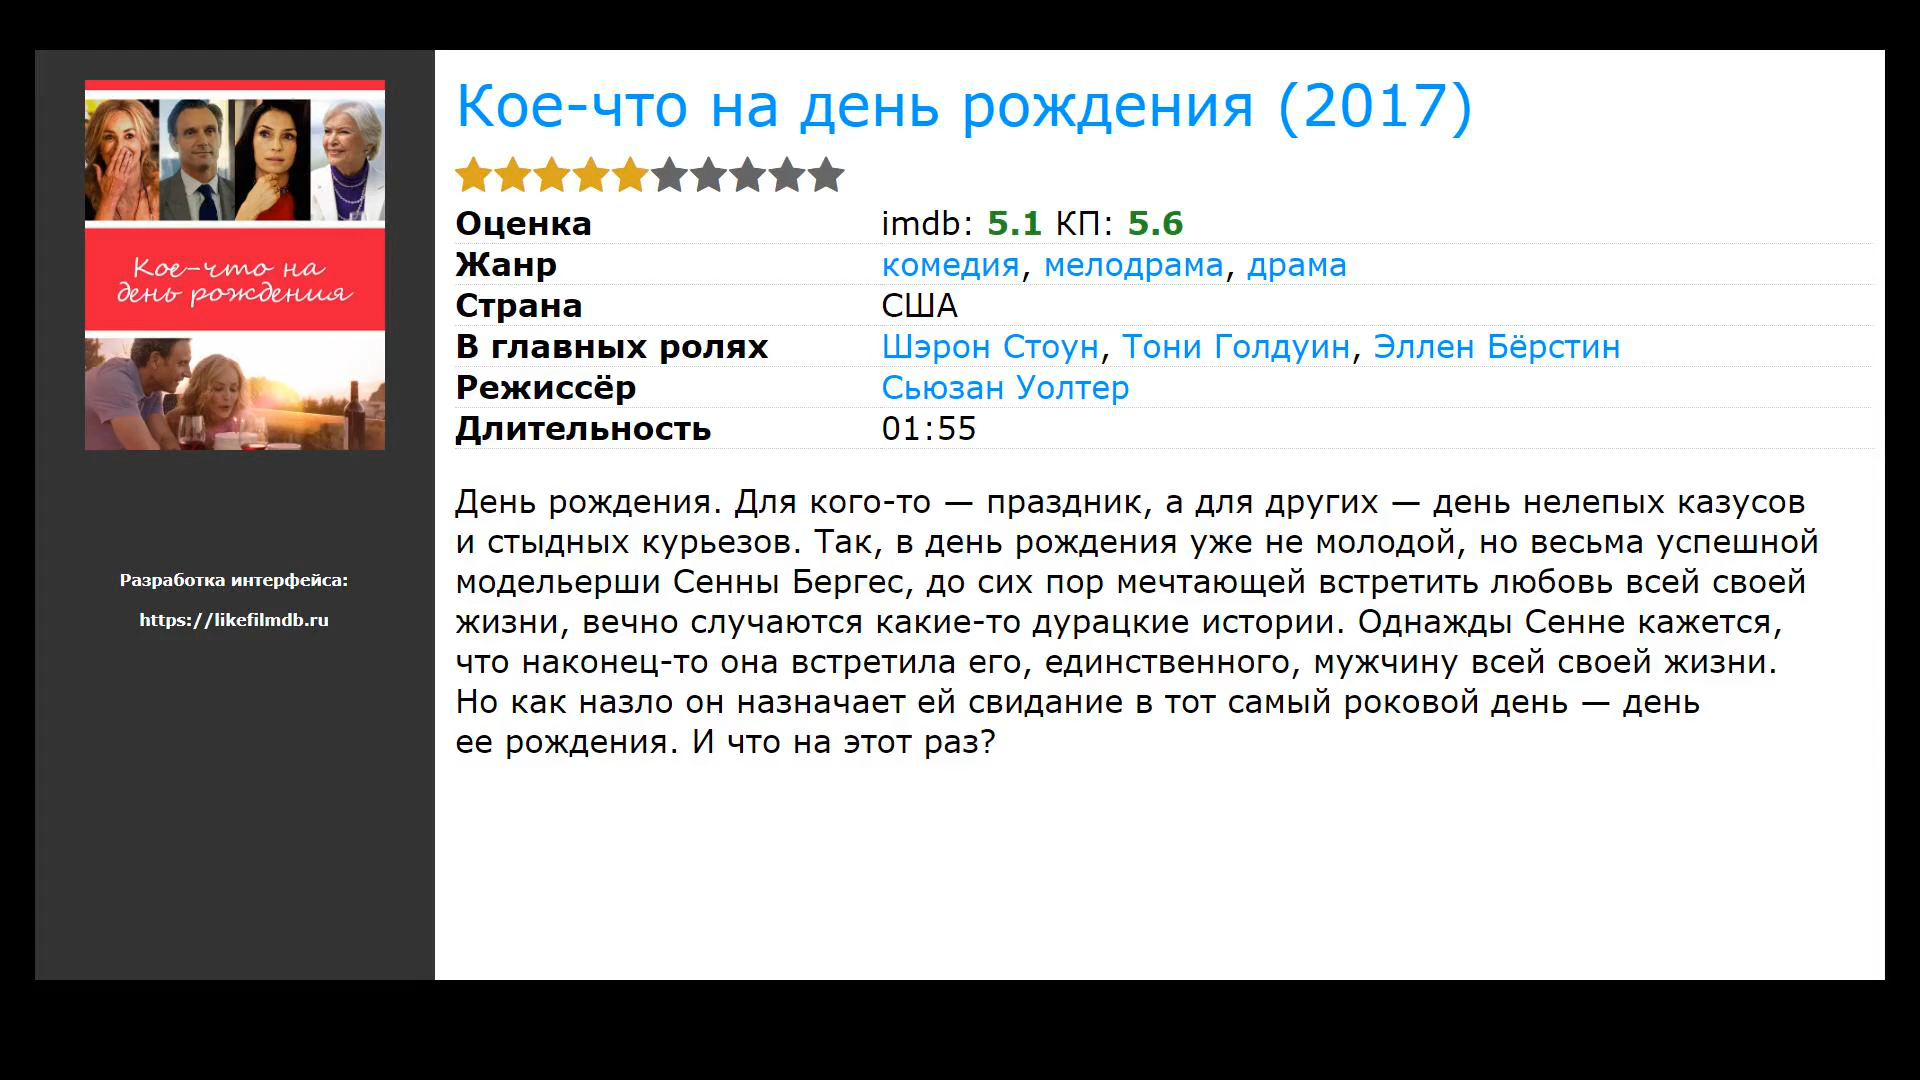 Кое-что на
день рождения
Разработка интерфейса:
https://likefilmdb.ru
Кое-что на день рождения (2017)
Оценка imdb: 5.1 КП: 5.6
Жанр комедия, мелодрама, драма
Страна США
В главных ролях Шэрон Стоун, Тони Голдуин, Эллен Бёрстин
Режиссёр Сьюзан Уолтер
Длительность 01:55
День рождения. Для кого-то — праздник, а для других — день нелепых казусов
и стыдных курьезов. Так, в день рождения уже не молодой, но весьма успешной
модельерши Сенны Бергес, до сих пор мечтающей встретить любовь всей своей
жизни, вечно случаются какие-то дурацкие истории. Однажды Сенне кажется,
что наконец-то она встретила его, единственного, мужчину всей своей жизни.
Но как назло он назначает ей свидание в тот самый роковой день — день
ее рождения. И что на этот раз?